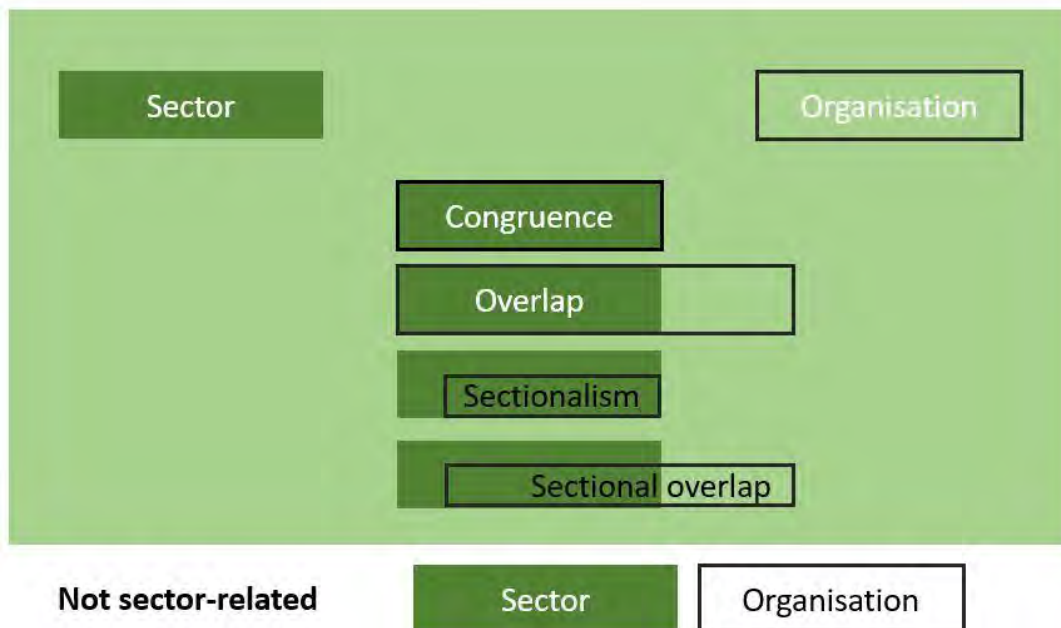 Sector
Organisation
Congruence
Overlap
Sectionalism
Sectional overlap
Not sector-related
Sector
Organisation